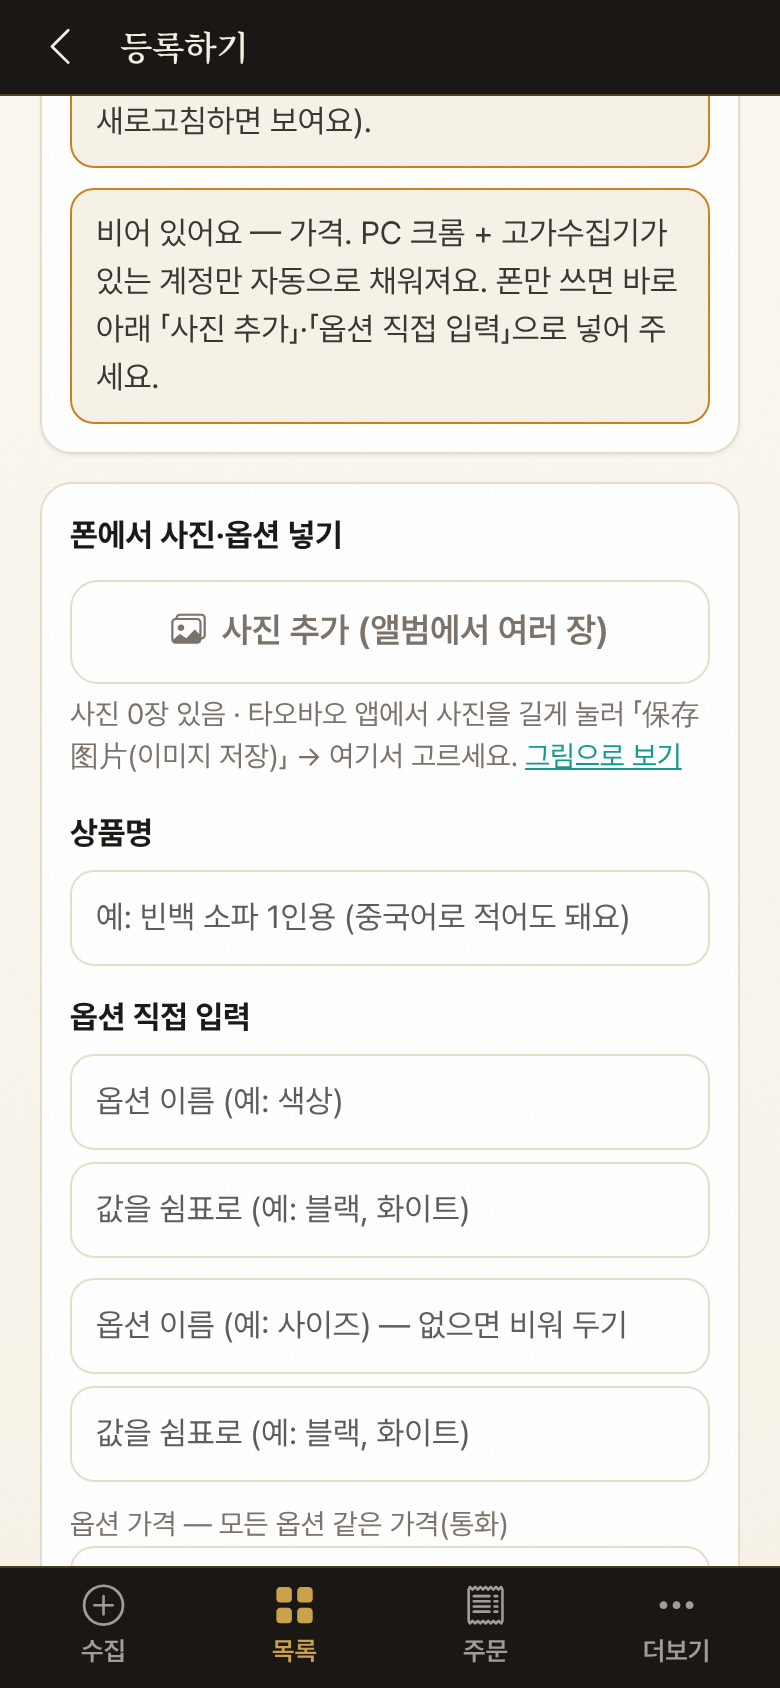 등록하기
새로고침하면 보여요).
비어 있어요 — 가격. PC 크롬 + 고가수집기가
있는 계정만 자동으로 채워져요. 폰만 쓰면 바로
아래 「사진 추가」·「옵션 직접 입력」으로 넣어 주
세요.
폰에서 사진·옵션 넣기
사진 추가 (앨범에서 여러 장)
사진 0장 있음 · 타오바오 앱에서 사진을 길게 눌러 「保存
图片(이미지 저장)」 → 여기서 고르세요. 그림으로 보기
상품명
예: 빈백 소파 1인용 (중국어로 적어도 돼요)
옵션 직접 입력
옵션 이름 (예: 색상)
값을 쉼표로 (예: 블랙, 화이트)
옵션 이름 (예: 사이즈) — 없으면 비워 두기
값을 쉼표로 (예: 블랙, 화이트)
옵션 가격 — 모든 옵션 같은 가격(통화)
수집
목록
주문
더보기